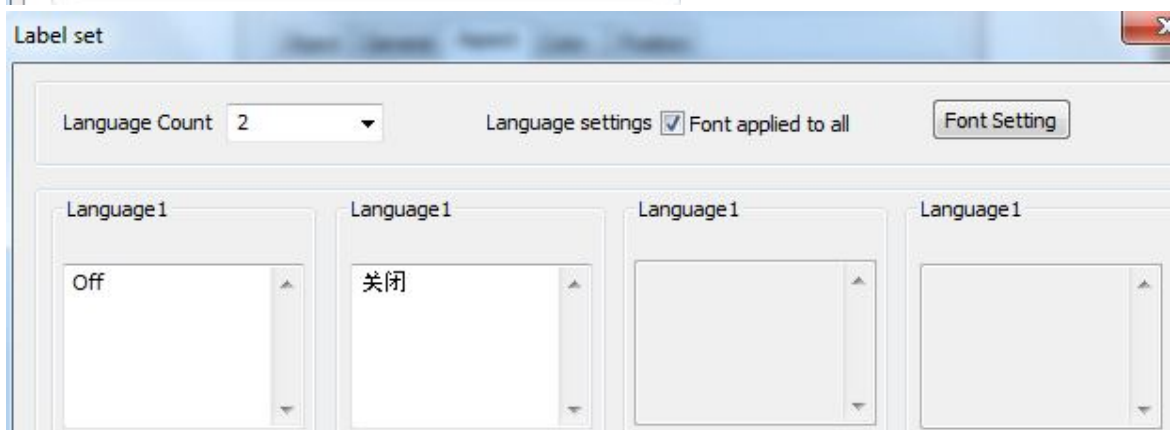 Label set
Language Count 2 Language settings Font applied to all Font Setting
Language1 Language1 Language1 Language1
Off 关闭